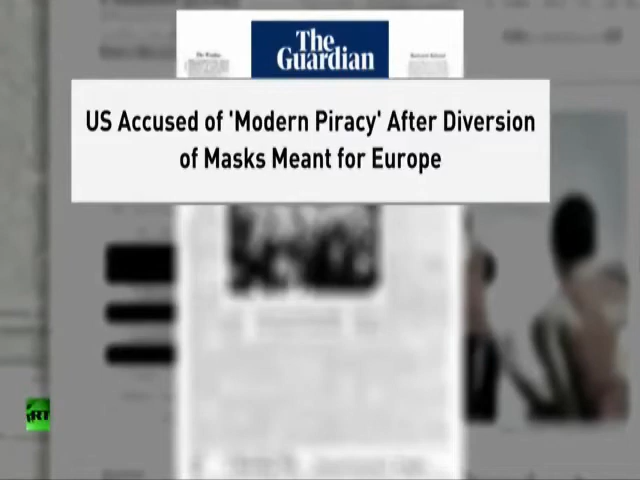 The
Guardian
US Accused of 'Modern Piracy' After Diversion
of Masks Meant for Europe
RT